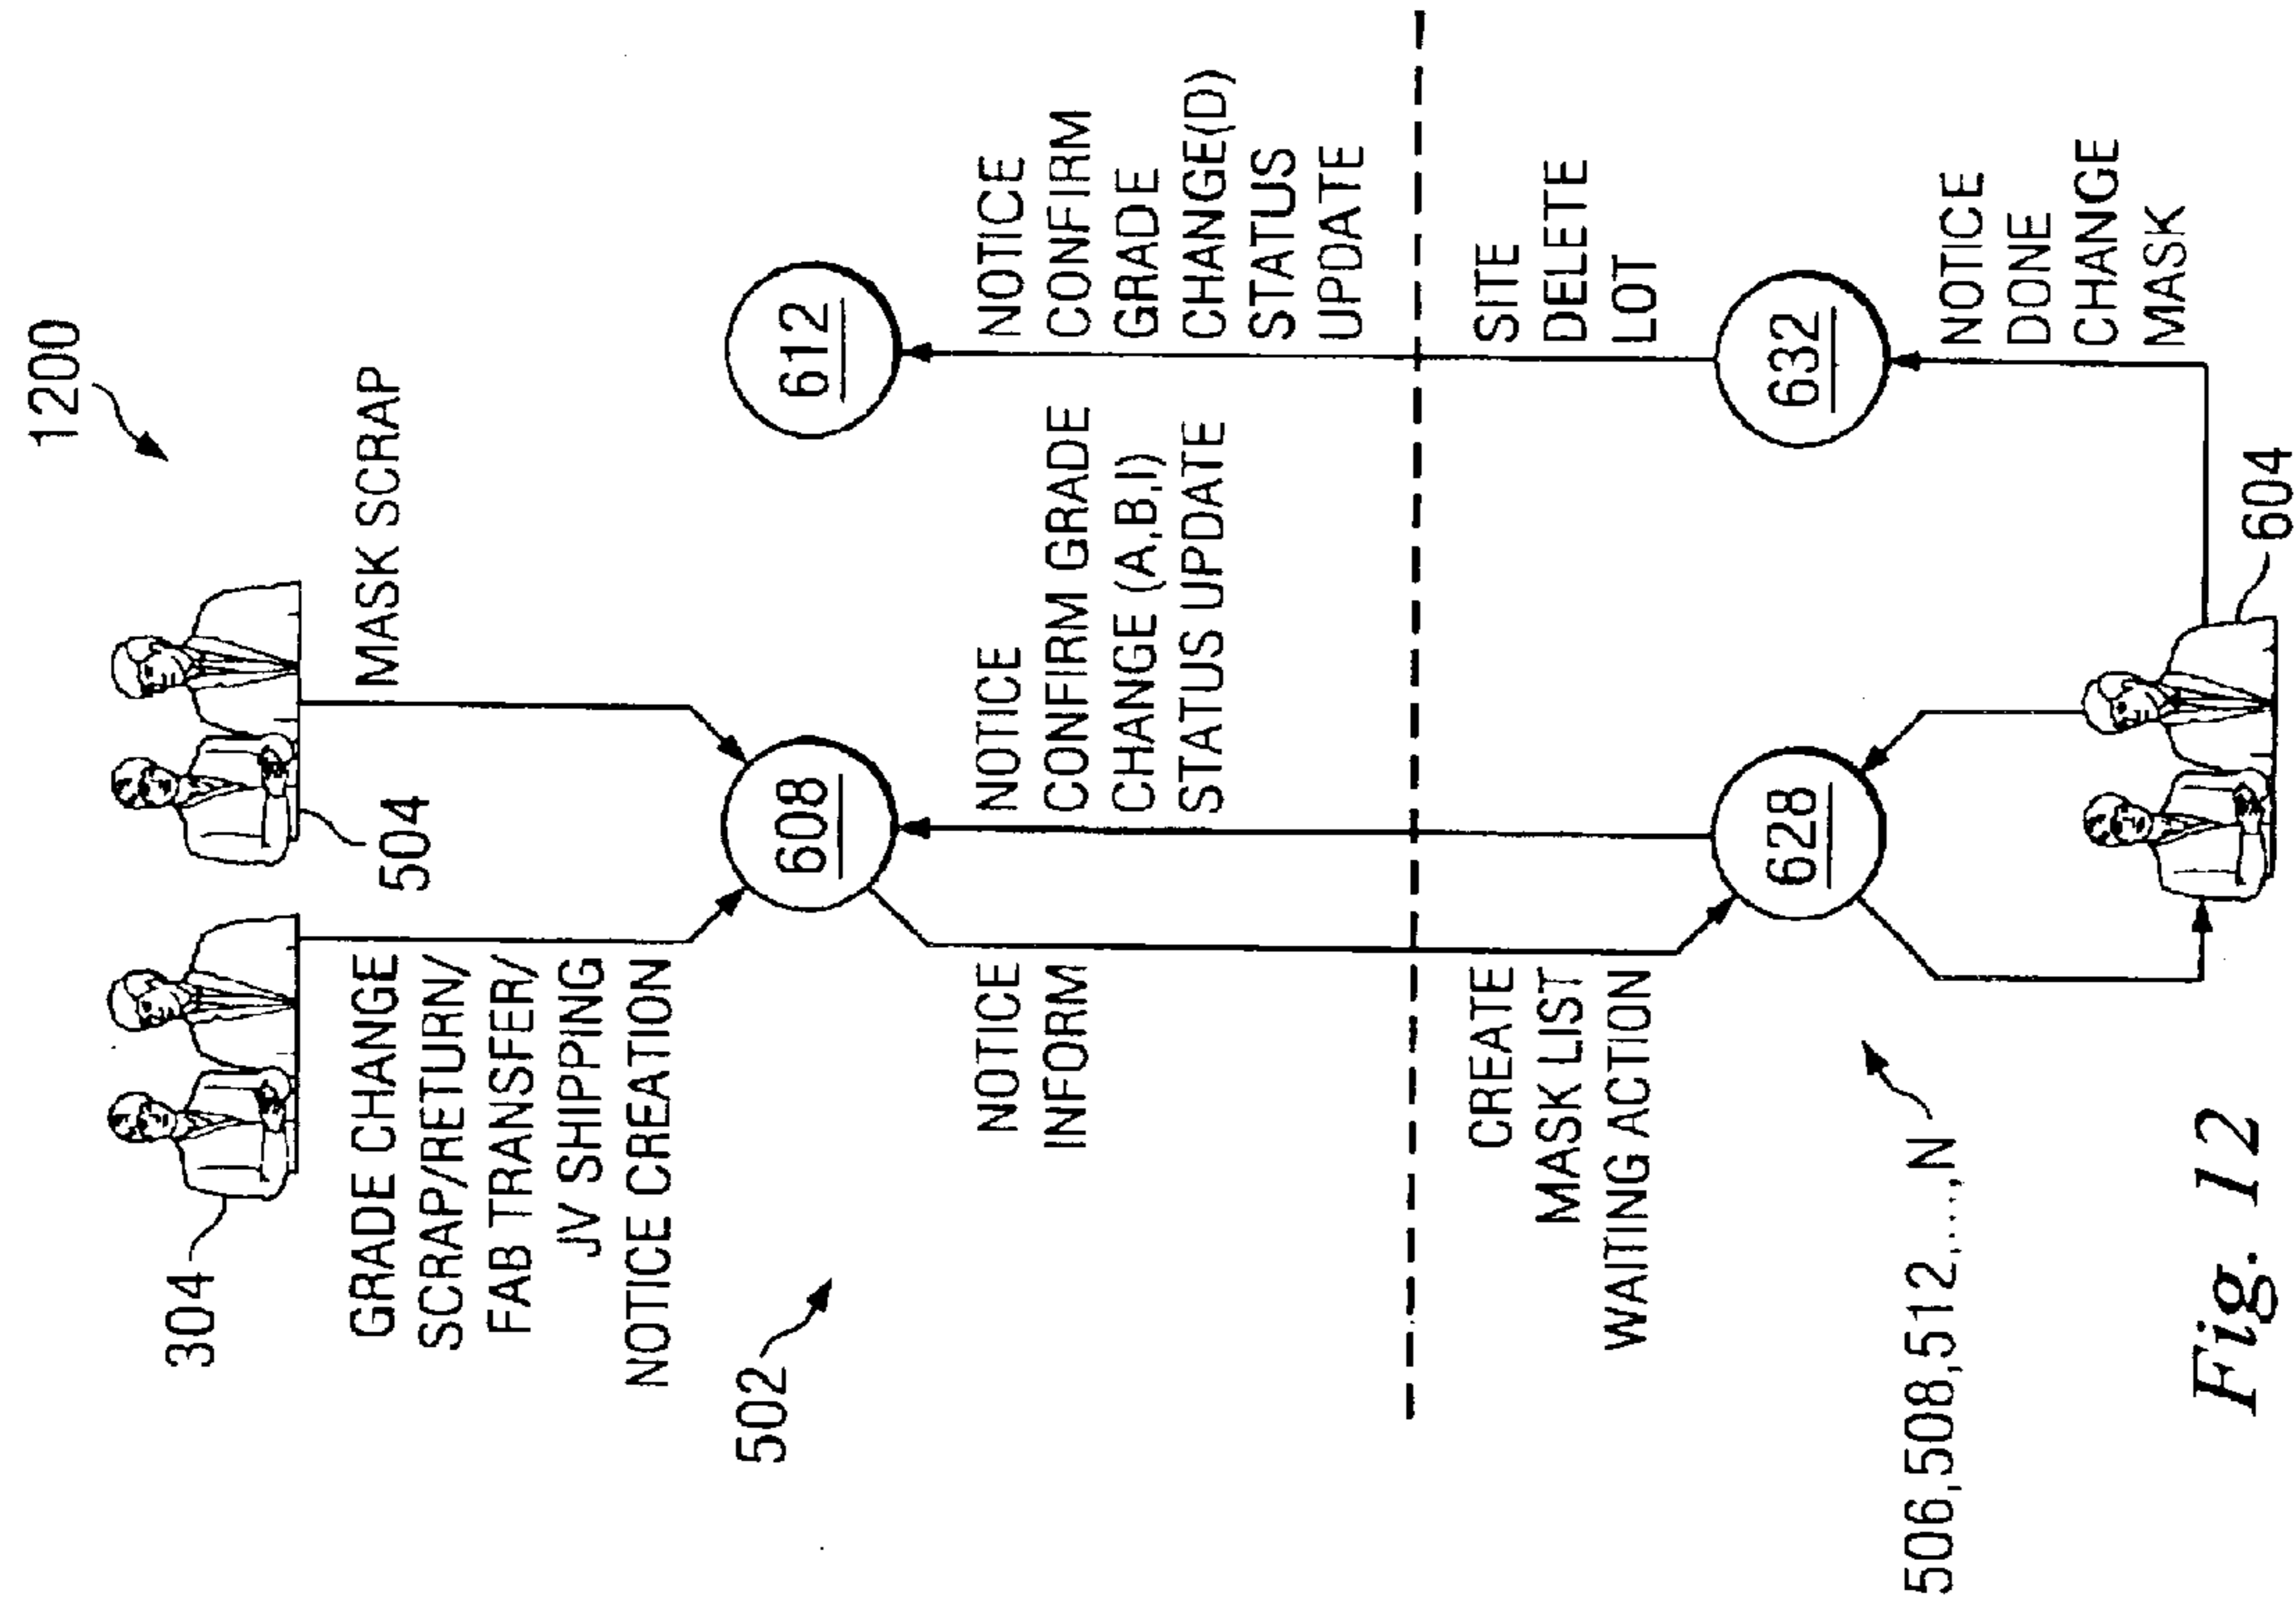 1200
304
504
MASK SCRAP
GRADE CHANGE
SCRAP/RETURN/
FAB TRANSFER/
JV SHIPPING
NOTICE CREATION
502
608
612
NOTICE
INFORM
NOTICE
CONFIRM GRADE
CHANGE (A,B,I)
STATUS UPDATE
NOTICE
CONFIRM
GRADE
CHANGE(D)
STATUS
UPDATE
CREATE
MASK LIST
WAITING ACTION
SITE
DELETE
LOT
628
632
NOTICE
DONE
CHANGE
MASK
506,508,512,...,N
604
Fig. 12